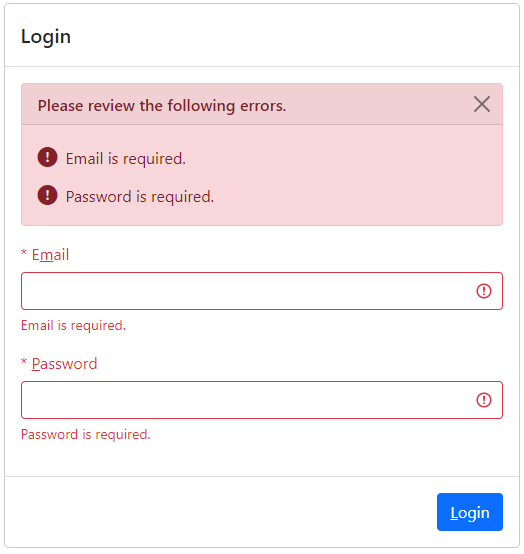 Login
Please review the following errors.
Email is required.
Password is required.
* Email
Email is required.
* Password
Password is required.
Login